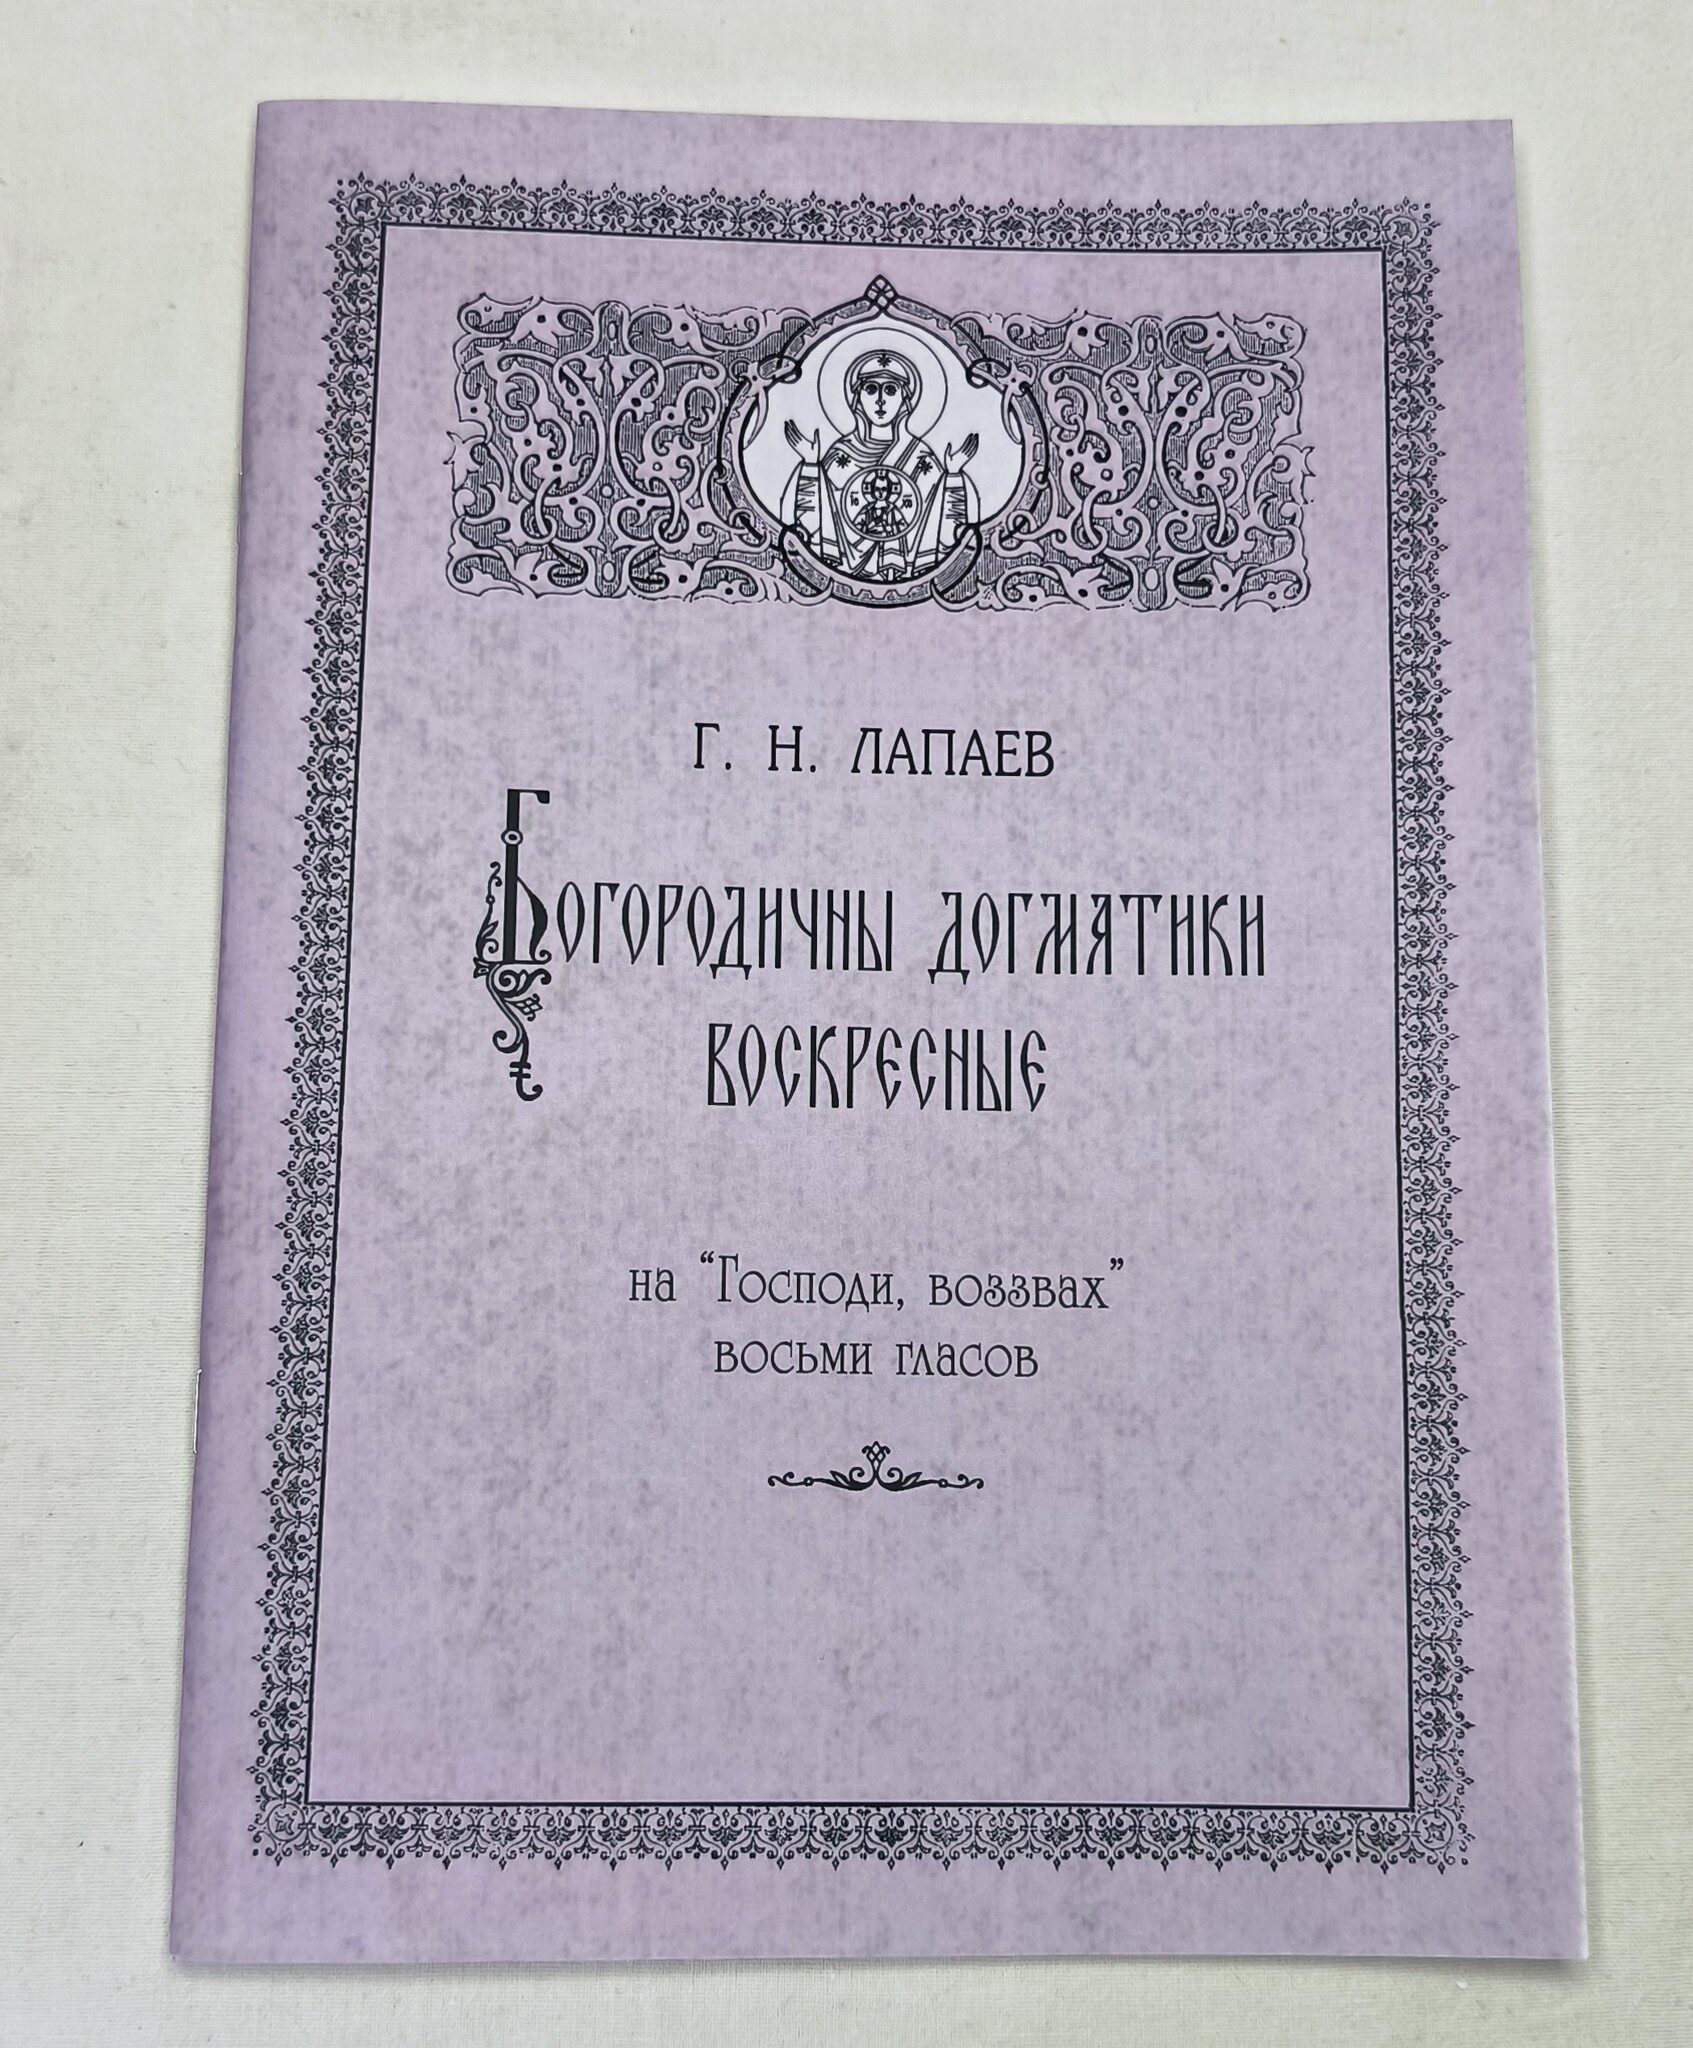 Г. Н. ЛАПАЕВ
Богородичны догматики
воскресные
на “Господи, воззвах”
восьми гласов